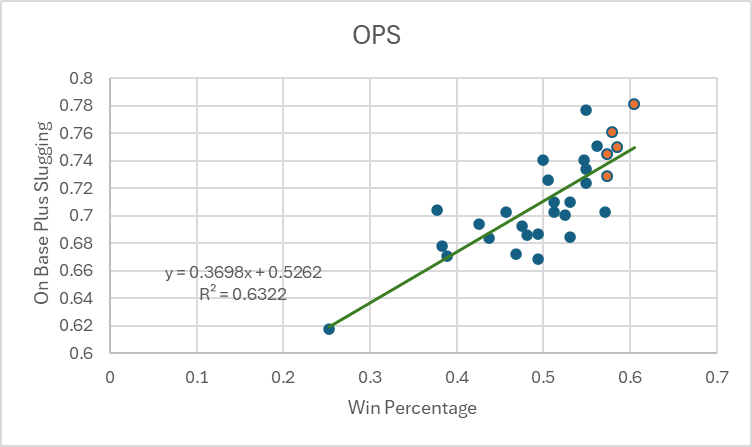 OPS
On Base Plus Slugging
0.8
0.78
0.76
0.74
0.72
0.7
0.68
0.66
0.64
0.62
0.6
y = 0.3698x + 0.5262
R² = 0.6322
0 0.1 0.2 0.3 0.4 0.5 0.6 0.7
Win Percentage